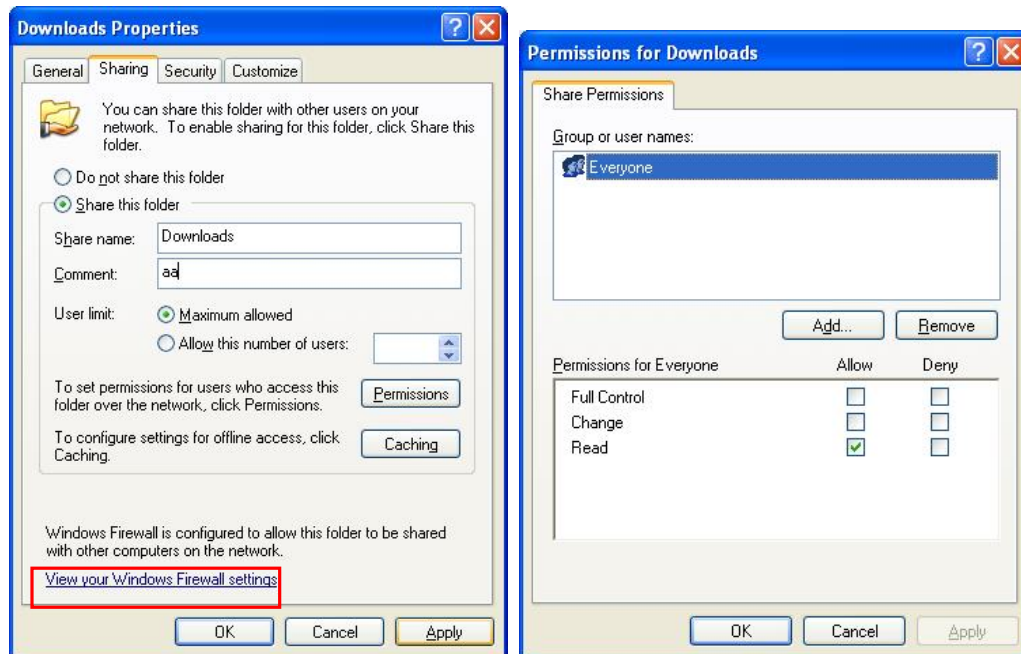 Downloads Properties
General Sharing Security Customize
You can share this folder with other users on your
network. To enable sharing for this folder, click Share this
folder.
Do not share this folder
Share this folder
Share name: Downloads
Comment: aa
User limit: Maximum allowed
Allow this number of users:
To set permissions for users who access this
folder over the network, click Permissions.
Permissions
To configure settings for offline access, click
Caching.
Caching
Windows Firewall is configured to allow this folder to be shared
with other computers on the network.
View your Windows Firewall settings
OK Cancel Apply
Permissions for Downloads
Share Permissions
Group or user names:
Everyone
Add... Remove
Permissions for Everyone Allow Deny
Full Control
Change
Read
OK Cancel Apply